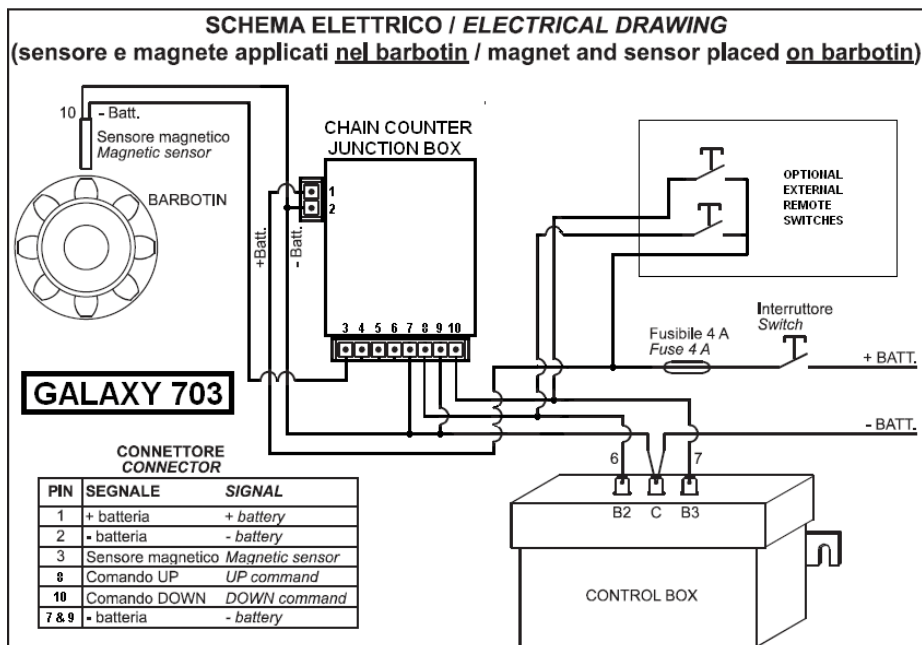 SCHEMA ELETTRICO / ELECTRICAL DRAWING
(sensore e magnete applicati nel barbotin / magnet and sensor placed on barbotin)
10
- Batt.
Sensore magnetico
Magnetic sensor
BARBOTIN
CHAIN COUNTER
JUNCTION BOX
1
2
+Batt.
- Batt.
3 4 5 6 7 8 9 10
OPTIONAL
EXTERNAL
REMOTE
SWITCHES
Interruttore
Switch
Fusibile 4 A
Fuse 4 A
+ BATT.
- BATT.
GALAXY 703
6
7
B2 C B3
CONTROL BOX
CONNETTORE
CONNECTOR
PIN SEGNALE SIGNAL
1 + batteria + battery
2 - batteria - battery
3 Sensore magnetico Magnetic sensor
8 Comando UP UP command
10 Comando DOWN DOWN command
7 & 9 - batteria - battery